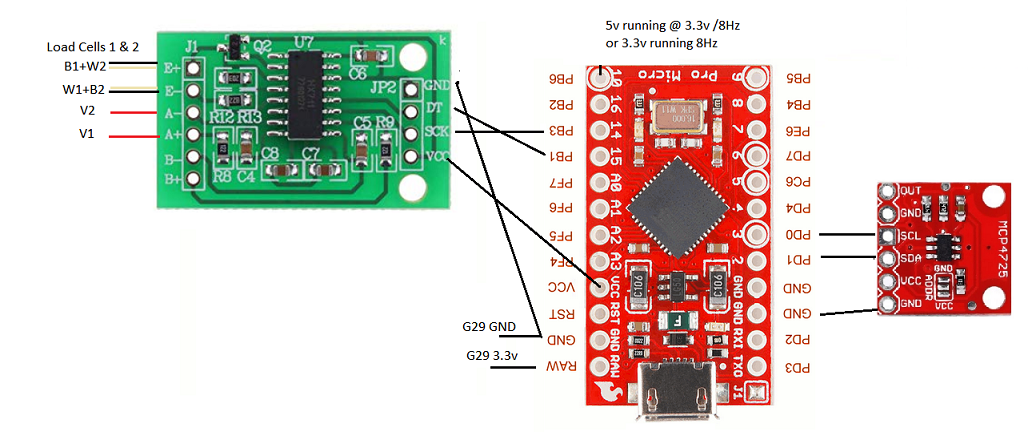 5v running @ 3.3v /8Hz
or 3.3v running 8Hz
Load Cells 1 & 2
B1+W2
W1+B2
V2
V1
J1
Q2
U7
k
C6
JP2
E+
E-
A-
A+
B-
B+
GND
DT
SCK
VCC
R12
R13
C5
R9
R8
C4
C8
C7
G29 GND
G29 3.3v
PB6
PB2
PB3
PB1
PF7
PF6
PF5
PF4
VCC
RST
GND
RAW
Pro Micro
10
16
14
15
A0
A1
A2
A3
VCC
RST
GND
RAW
16.000
C106
C106
F
9
8
7
6
5
4
3
2
GND
GND
RXI
TXO
J1
PB5
PB4
PE6
PD7
PC6
PD4
PD0
PD1
GND
GND
PD2
PD3
OUT
GND
SCL
SDA
VCC
GND
GND
ADDR
VCC
MCP4725